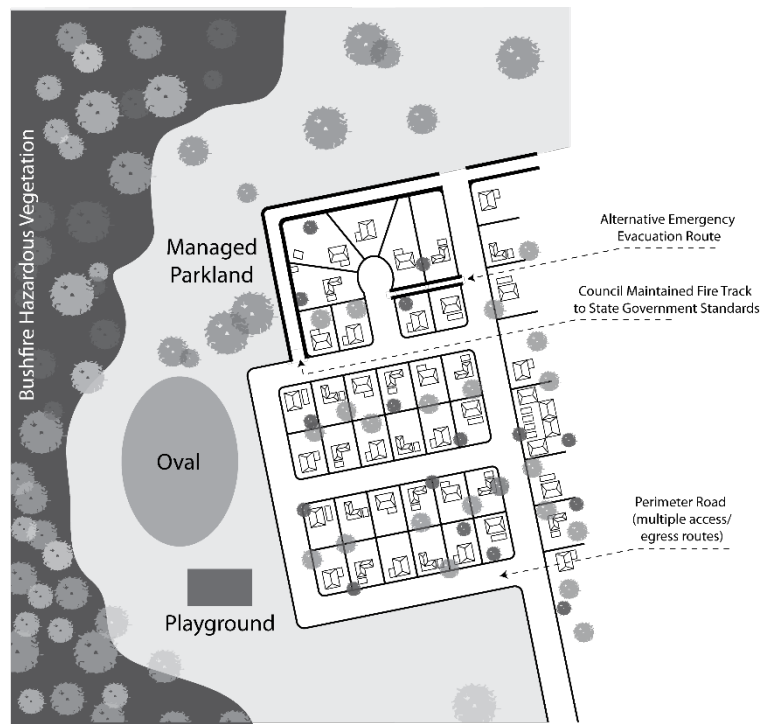 Bushfire Hazardous Vegetation
Managed
Parkland
Alternative Emergency
Evacuation Route
Council Maintained Fire Track
to State Government Standards
Oval
Perimeter Road
(multiple access/
egress routes)
Playground